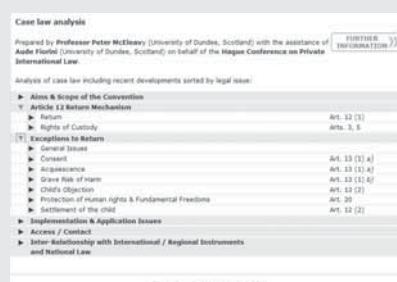 Case law analysis
Prepared by Professor Peter McEleavy (University of Dundee, Scotland) with the assistance of
Aude Fiorini (University of Dundee, Scotland) on behalf of the Hague Conference on Private
International Law.
FURTHER
INFORMATION
Analysis of case law including recent developments sorted by legal issue:
Aims & Scope of the Convention
Article 12 Return Mechanism
Return Art. 12 (1)
Rights of Custody Arts. 3, 5
Exceptions to Return
General Issues
Consent Art. 13 (1) a)
Acquiescence Art. 13 (1) a)
Grave Risk of Harm Art. 13 (1) b)
Child's Objection Art. 13 (2)
Protection of Human rights & Fundamental Freedoms Art. 20
Settlement of the child Art. 12 (2)
Implementation & Application Issues
Access / Contact
Inter-Relationship with International / Regional Instruments
and National Law